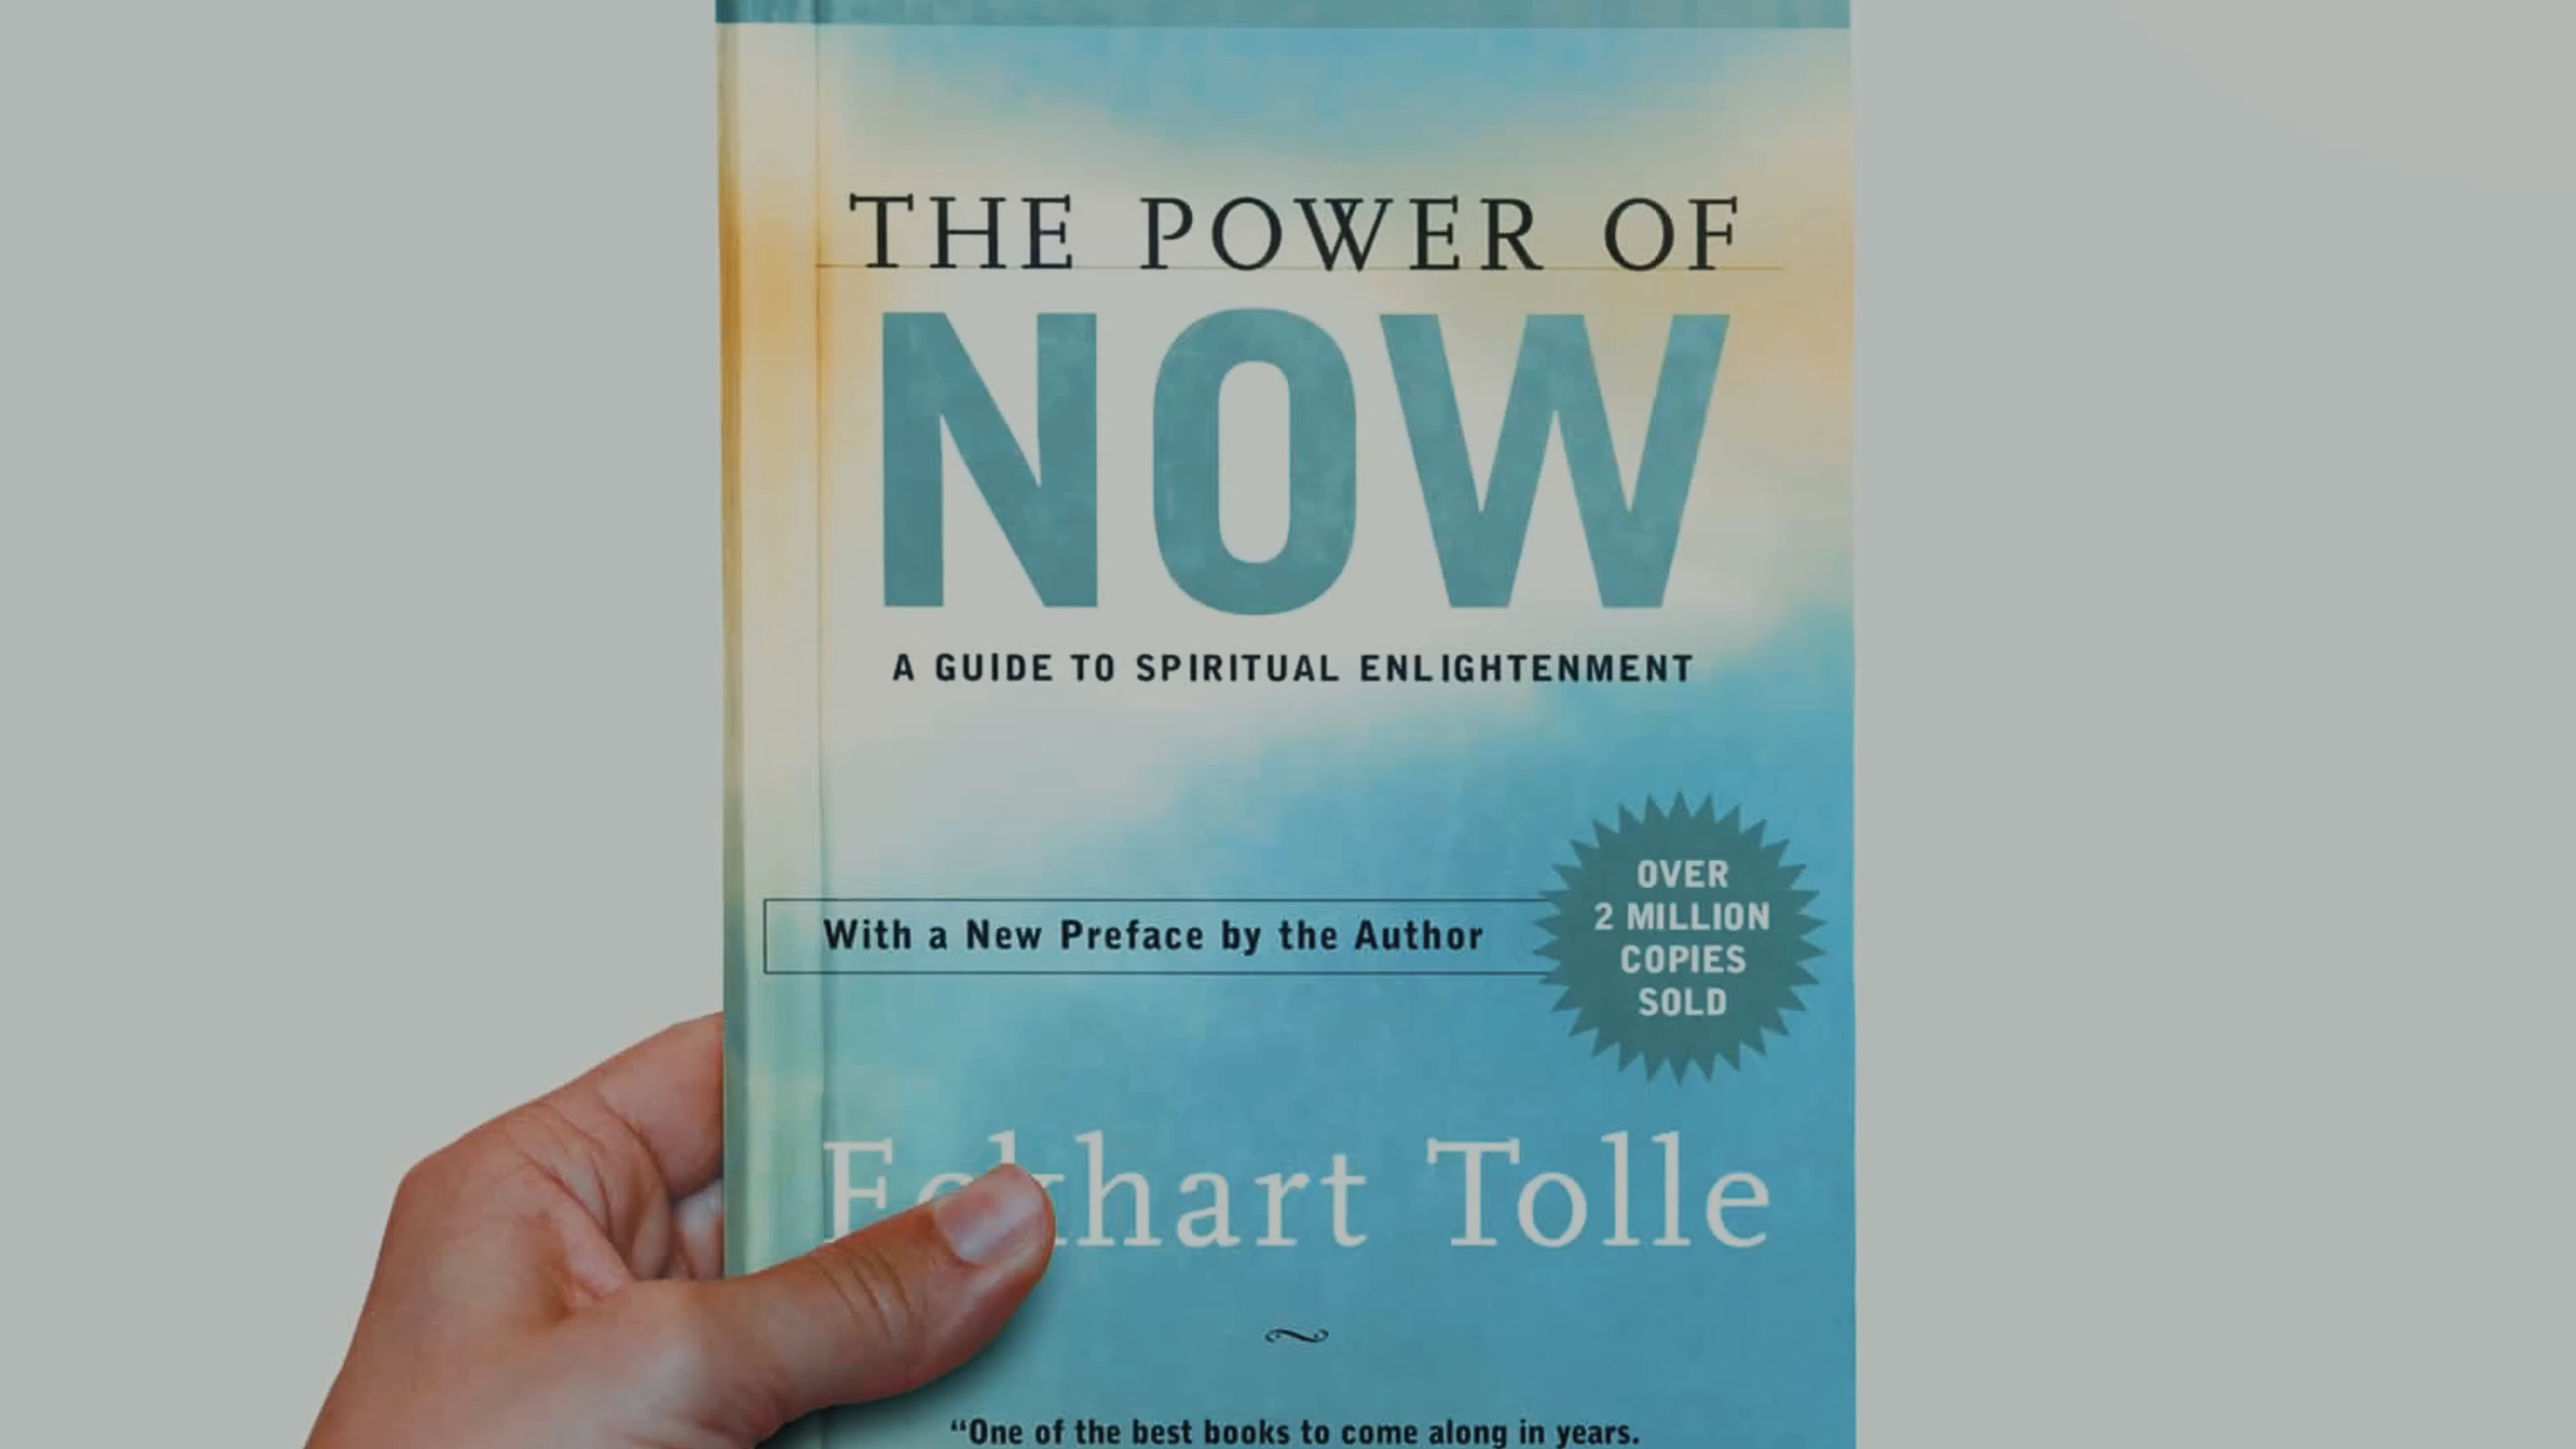 THE POWER OF
NOW
A GUIDE TO SPIRITUAL ENLIGHTENMENT
With a New Preface by the Author
OVER
2 MILLION
COPIES
SOLD
Eckhart Tolle
“One of the best books to come along in years.